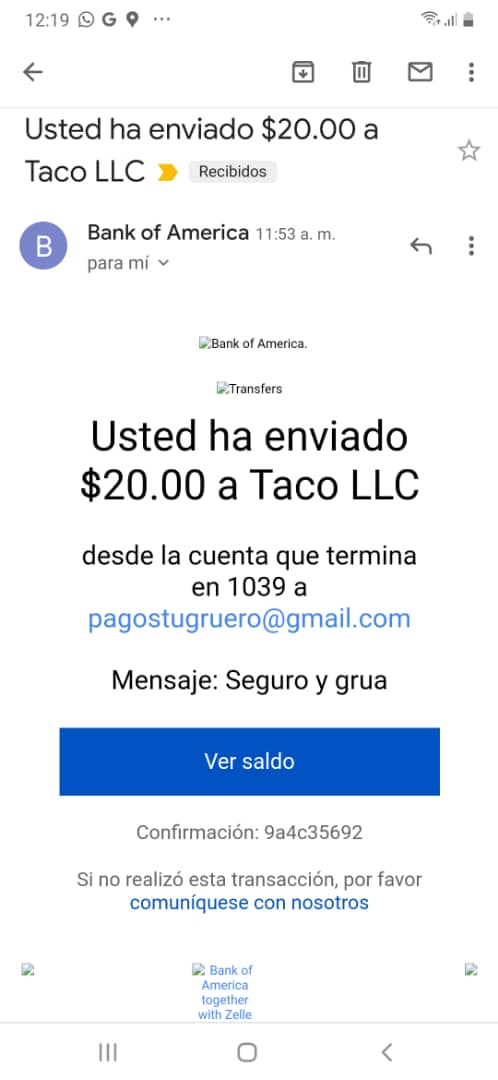 12:19 G ...
Usted ha enviado $20.00 a
Taco LLC Recibidos
B
Bank of America 11:53 a. m.
para mí
Bank of America.
Transfers
Usted ha enviado
$20.00 a Taco LLC
desde la cuenta que termina
en 1039 a
pagostugruero@gmail.com
Mensaje: Seguro y grua
Ver saldo
Confirmación: 9a4c35692
Si no realizó esta transacción, por favor
comuníquese con nosotros
Bank of
America
together
with Zelle